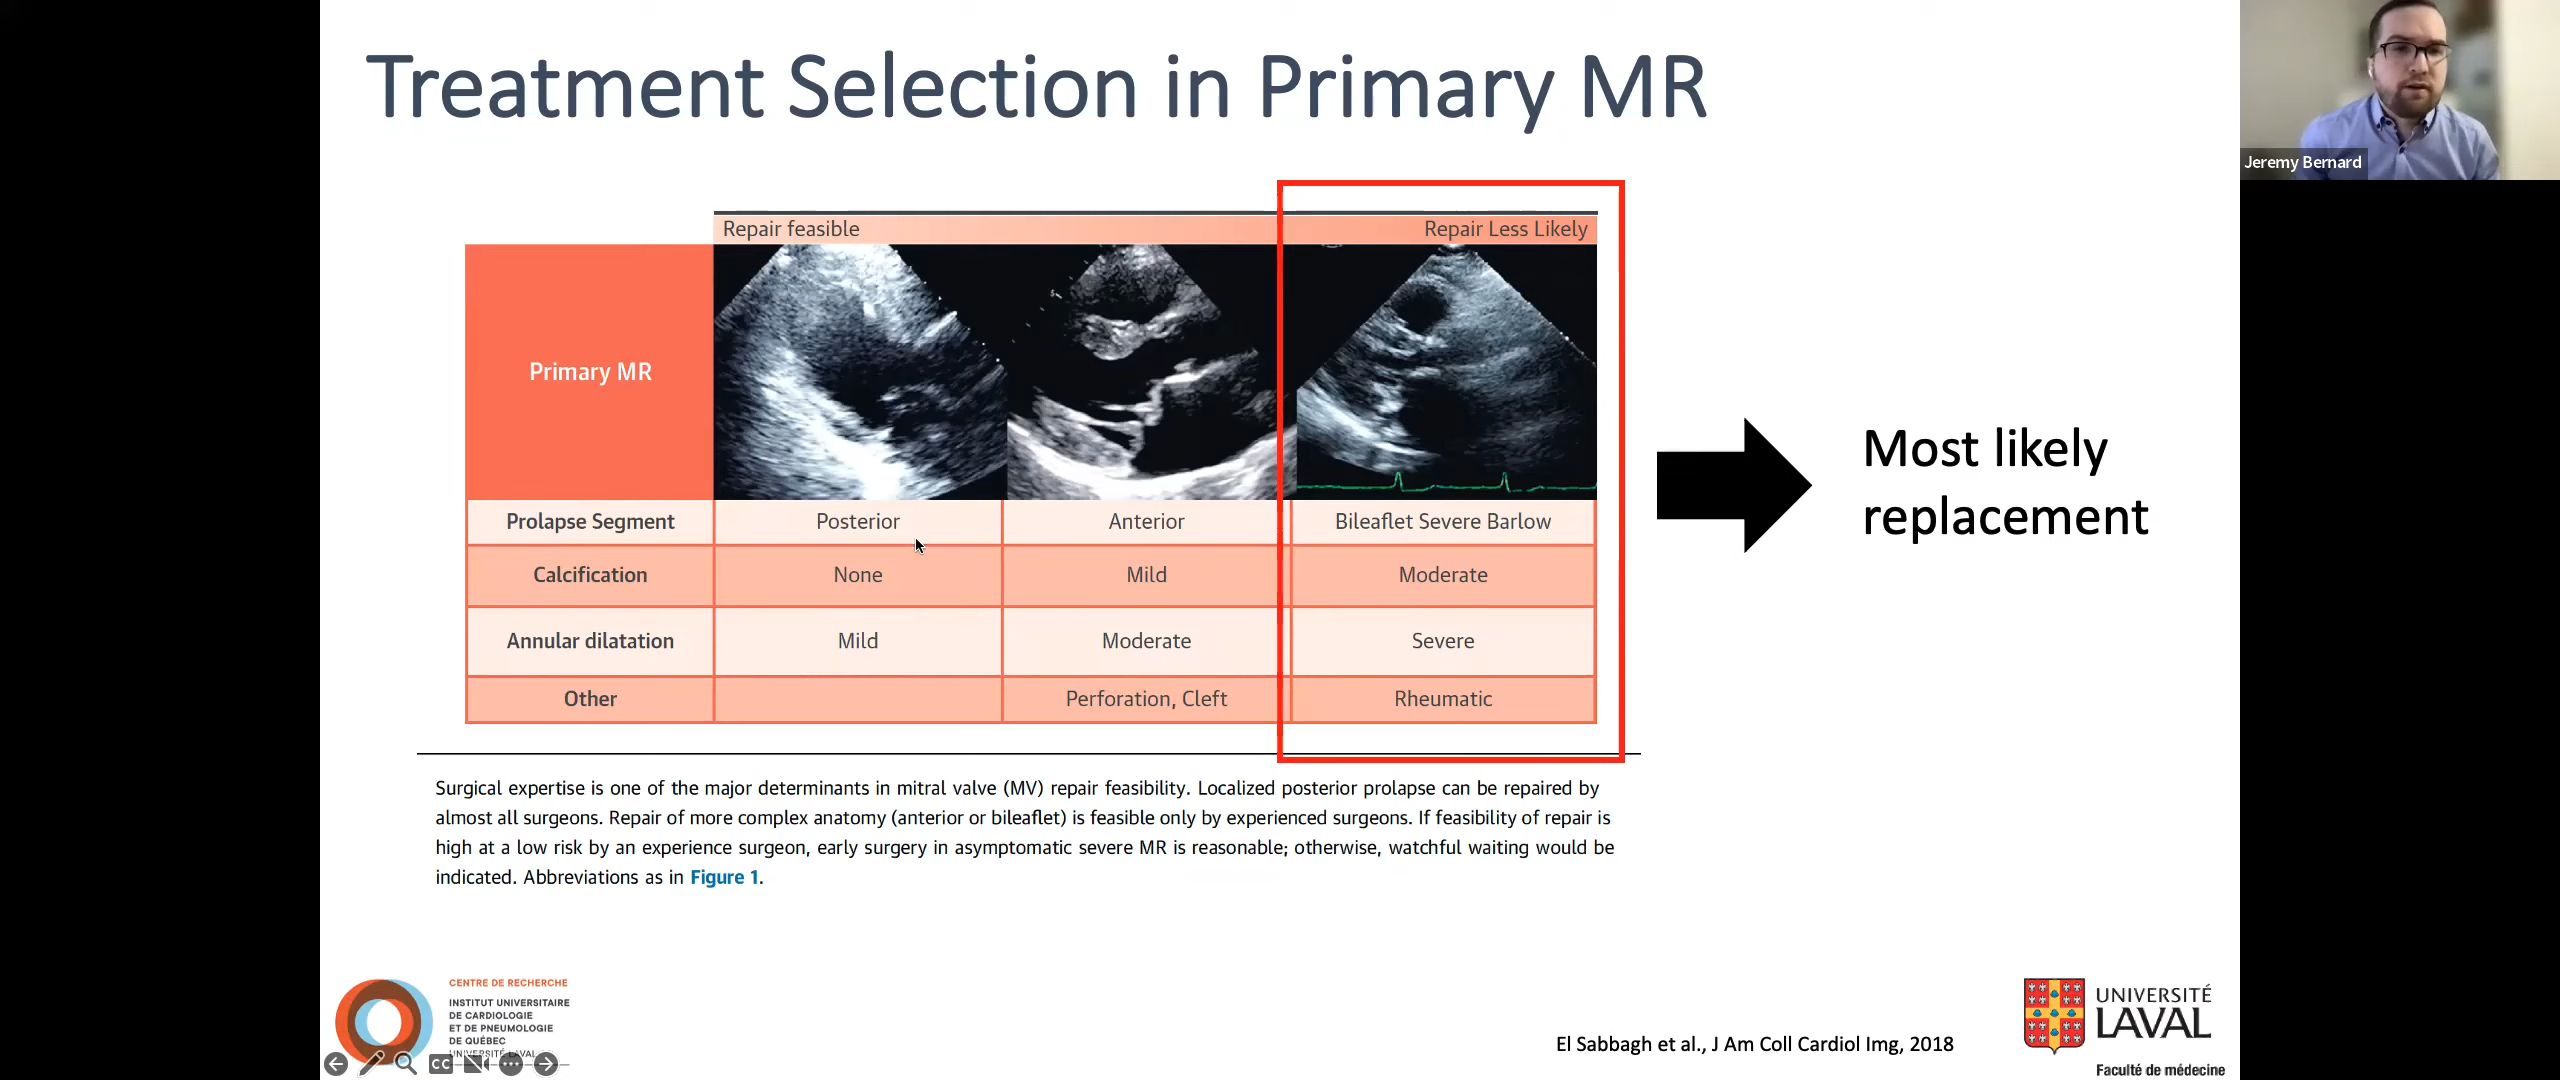 Treatment Selection in Primary MR
Jeremy Bernard
Repair feasible Repair Less Likely
Primary MR
Prolapse Segment Posterior Anterior Bileaflet Severe Barlow
Calcification None Mild Moderate
Annular dilatation Mild Moderate Severe
Other Perforation, Cleft Rheumatic
Most likely
replacement
Surgical expertise is one of the major determinants in mitral valve (MV) repair feasibility. Localized posterior prolapse can be repaired by
almost all surgeons. Repair of more complex anatomy (anterior or bileaflet) is feasible only by experienced surgeons. If feasibility of repair is
high at a low risk by an experience surgeon, early surgery in asymptomatic severe MR is reasonable; otherwise, watchful waiting would be
indicated. Abbreviations as in Figure 1.
CENTRE DE RECHERCHE
INSTITUT UNIVERSITAIRE
DE CARDIOLOGIE
ET DE PNEUMOLOGIE
DE QUÉBEC
UNIVERSITÉ LAVAL
CC
El Sabbagh et al., J Am Coll Cardiol Img, 2018
UNIVERSITÉ
LAVAL
Faculté de médecine